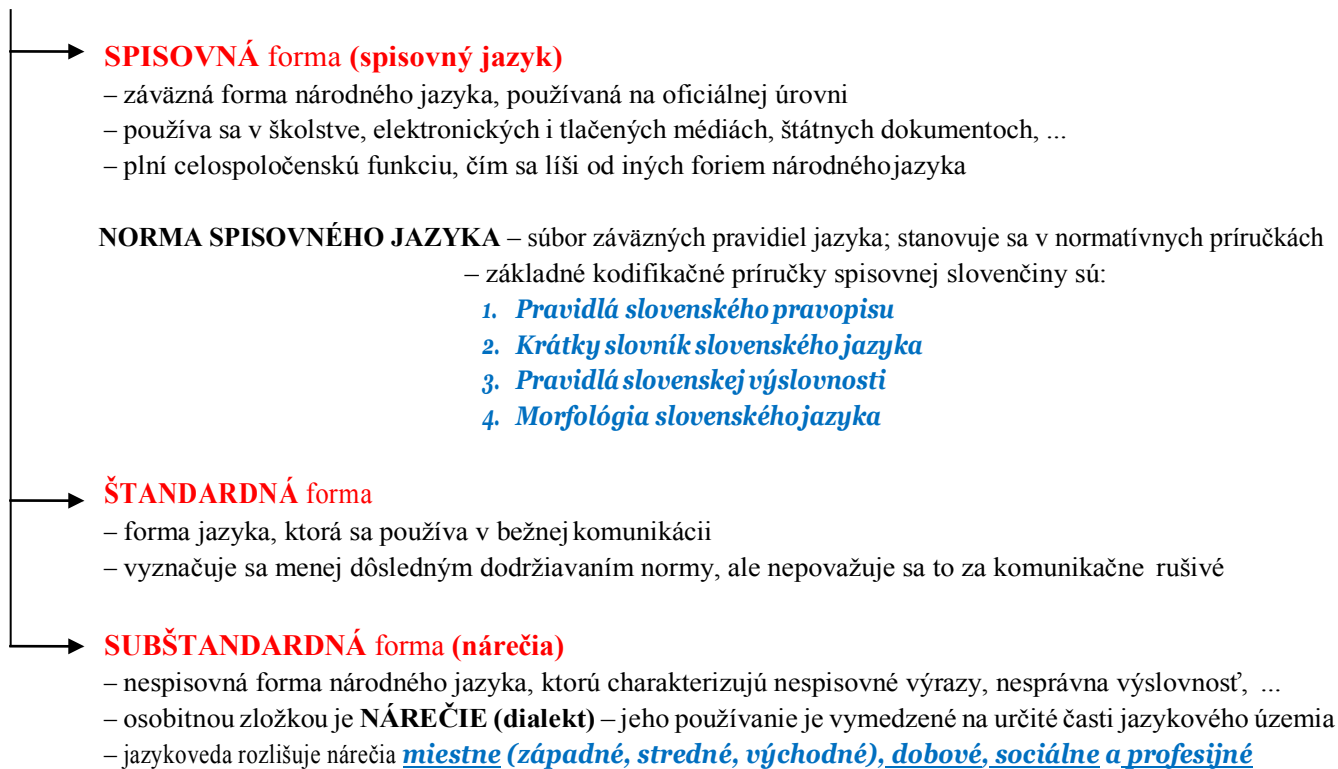 SPISOVNÁ forma (spisovný jazyk)
– záväzná forma národného jazyka, používaná na oficiálnej úrovni
– používa sa v školstve, elektronických i tlačených médiách, štátnych dokumentoch, ...
– plní celospoločenskú funkciu, čím sa líši od iných foriem národného jazyka
NORMA SPISOVNÉHO JAZYKA – súbor záväzných pravidiel jazyka; stanovuje sa v normatívnych príručkách
– základné kodifikačné príručky spisovnej slovenčiny sú:
1. Pravidlá slovenského pravopisu
2. Krátky slovník slovenského jazyka
3. Pravidlá slovenskej výslovnosti
4. Morfológia slovenského jazyka
ŠTANDARDNÁ forma
– forma jazyka, ktorá sa používa v bežnej komunikácii
– vyznačuje sa menej dôsledným dodržiavaním normy, ale nepovažuje sa to za komunikačne rušivé
SUBŠTANDARDNÁ forma (nárečia)
– nespisovná forma národného jazyka, ktorú charakterizujú nespisovné výrazy, nesprávna výslovnosť, ...
– osobitnou zložkou je NÁREČIE (dialekt) – jeho používanie je vymedzené na určité časti jazykového územia
– jazykoveda rozlišuje nárečia miestne (západné, stredné, východné), dobové, sociálne a profesijné